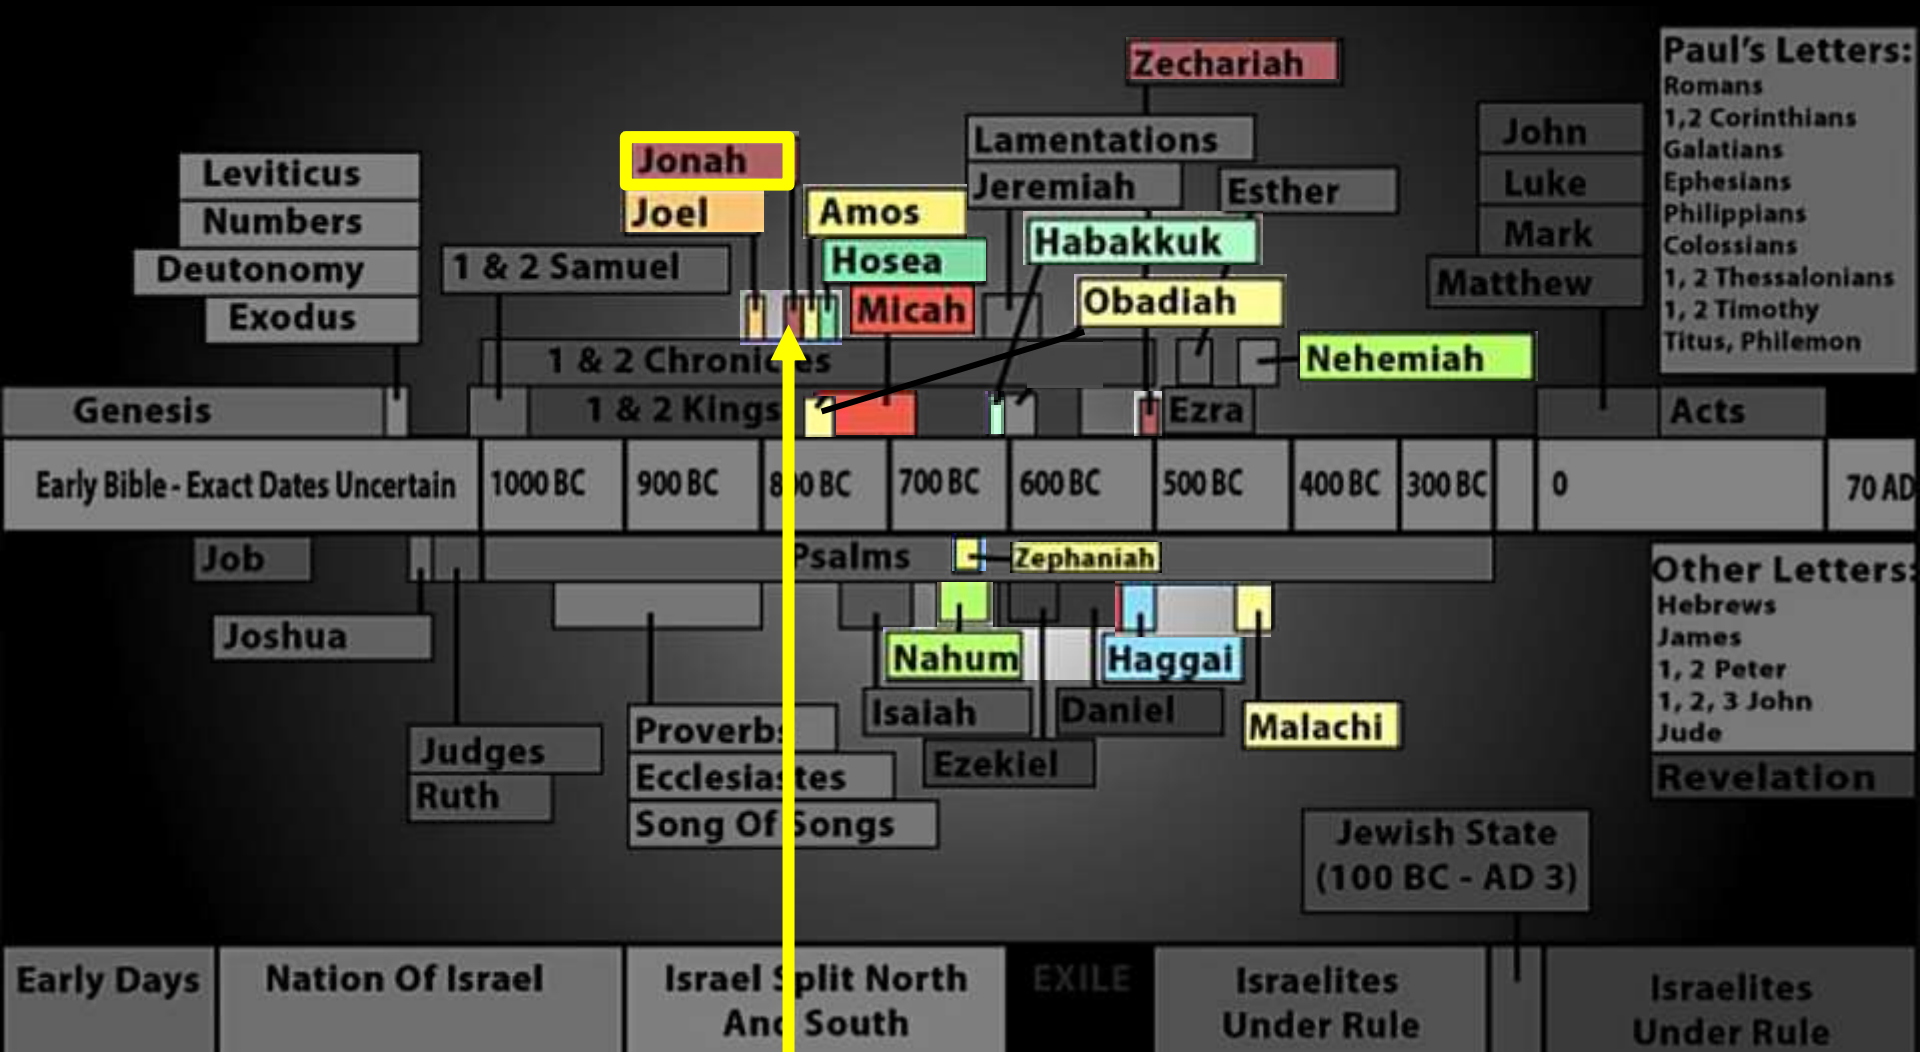 Zechariah
Paul's Letters:
Romans
1,2 Corinthians
Galatians
Ephesians
Philippians
Colossians
1, 2 Thessalonians
1, 2 Timothy
Titus, Philemon
John
Luke
Mark
Matthew
Lamentations
Jeremiah
Esther
Jonah
Joel
Amos
Hosea
Micah
Habakkuk
Obadiah
Nehemiah
Leviticus
Numbers
Deutonomy
Exodus
1 & 2 Samuel
1 & 2 Chronicles
Genesis
1 & 2 Kings
Ezra
Acts
Early Bible - Exact Dates Uncertain
1000 BC
900 BC
800 BC
700 BC
600 BC
500 BC
400 BC
300 BC
0
70 AD
Job
Psalms
Zephaniah
Joshua
Nahum
Haggai
Isaiah
Daniel
Malachi
Ezekiel
Judges
Ruth
Proverbs
Ecclesiastes
Song Of Songs
Other Letters:
Hebrews
James
1, 2 Peter
1, 2, 3 John
Jude
Revelation
Jewish State
(100 BC - AD 3)
Early Days
Nation Of Israel
Israel Split North
And South
EXILE
Israelites
Under Rule
Israelites
Under Rule